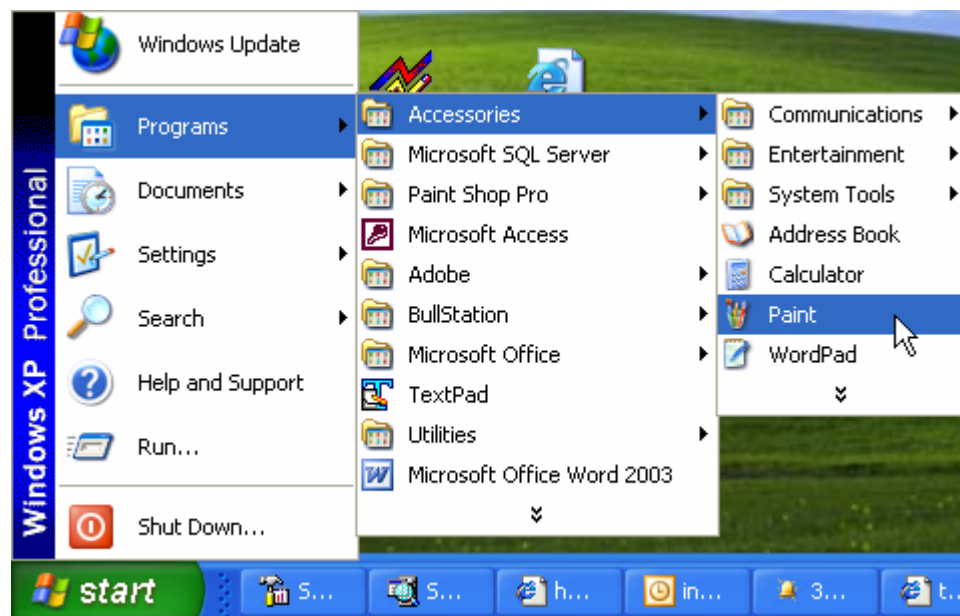 Windows XP Professional
Windows Update
Programs
Documents
Settings
Search
Help and Support
Run...
Shut Down...
Accessories
Microsoft SQL Server
Paint Shop Pro
Microsoft Access
Adobe
BullStation
Microsoft Office
TextPad
Utilities
Microsoft Office Word 2003
Communications
Entertainment
System Tools
Address Book
Calculator
Paint
WordPad
start
S...
S...
h...
in...
3...
t...